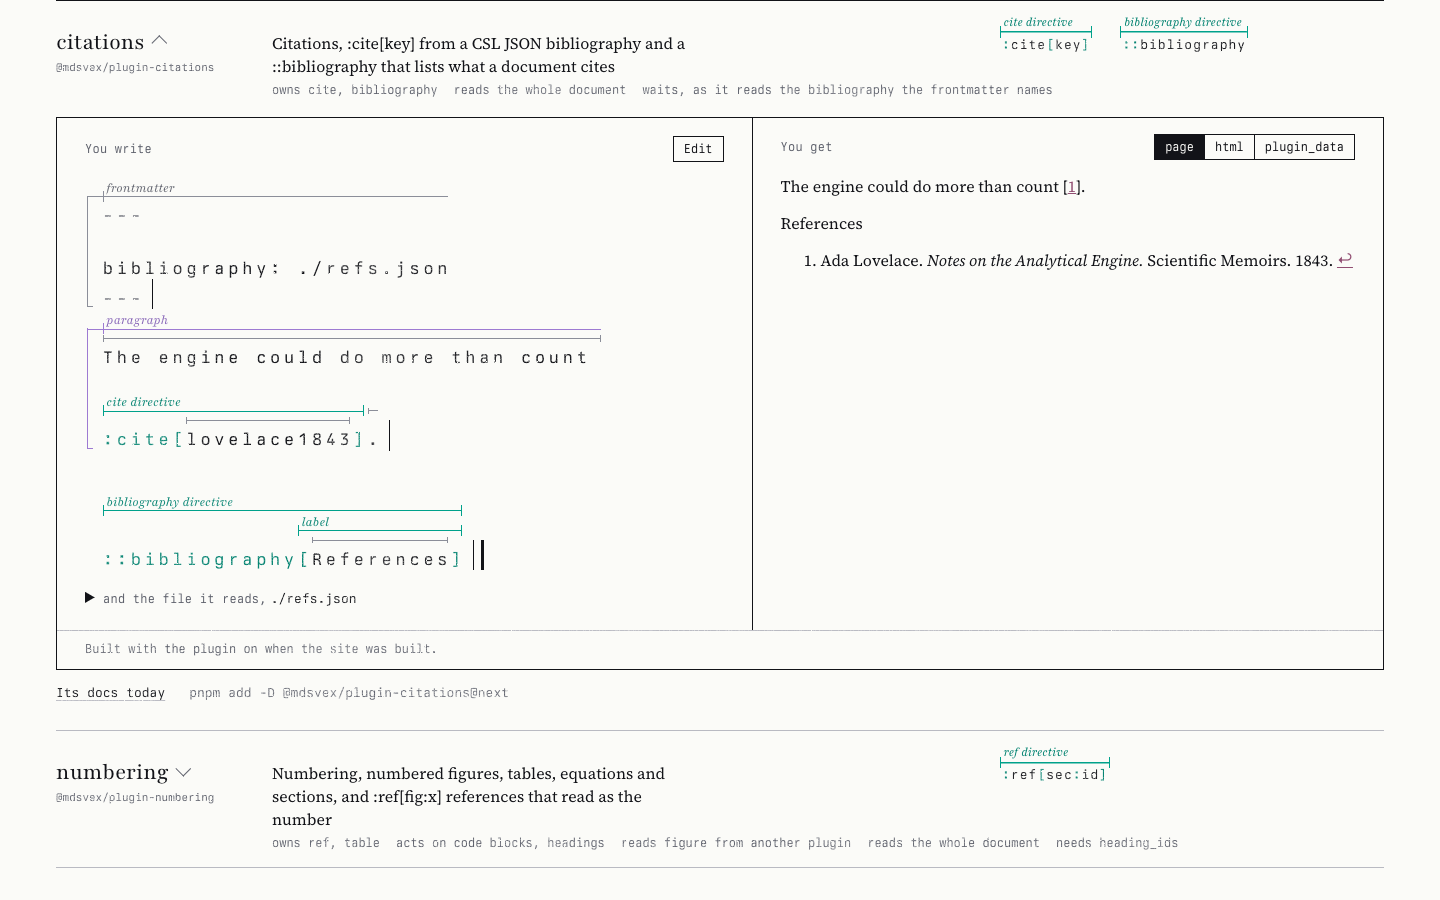 citations
@mdsvex/plugin-citations
Citations, :cite[key] from a CSL JSON bibliography and a
::bibliography that lists what a document cites
owns cite, bibliography reads the whole document waits, as it reads the bibliography the frontmatter names
cite directive
:cite[key]
bibliography directive
::bibliography
You write
Edit
frontmatter
---
bibliography: ./refs.json
---
paragraph
The engine could do more than count
cite directive
:cite[lovelace1843].
bibliography directive
label
::bibliography[References]
and the file it reads, ./refs.json
You get
page html plugin_data
The engine could do more than count [1].
References
1. Ada Lovelace. Notes on the Analytical Engine. Scientific Memoirs. 1843. ↩
Built with the plugin on when the site was built.
Its docs today pnpm add -D @mdsvex/plugin-citations@next
numbering
@mdsvex/plugin-numbering
Numbering, numbered figures, tables, equations and
sections, and :ref[fig:x] references that read as the
number
owns ref, table acts on code blocks, headings reads figure from another plugin reads the whole document needs heading_ids
ref directive
:ref[sec:id]